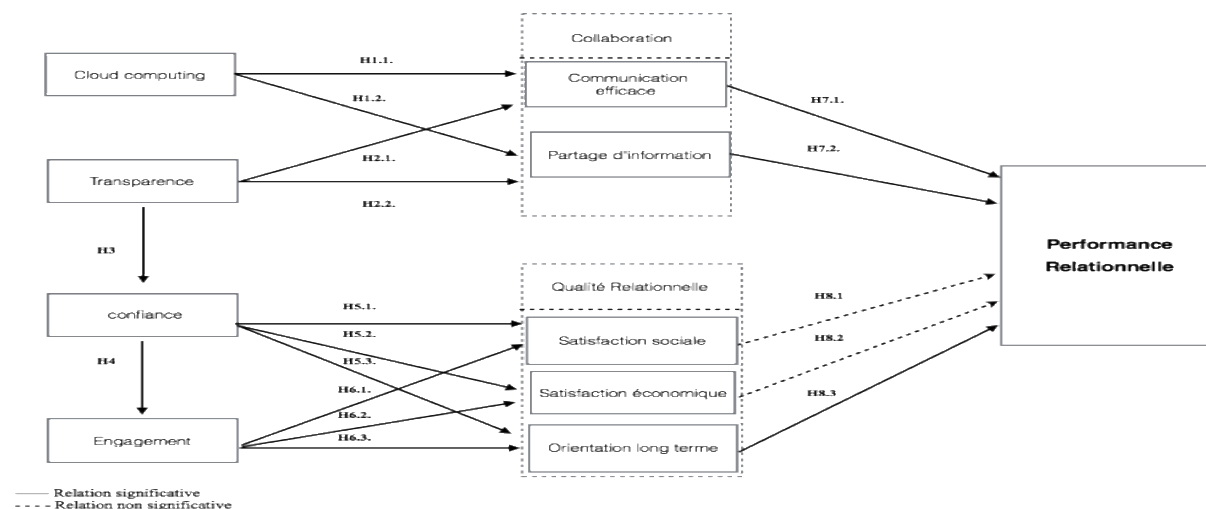 Collaboration
Cloud computing
H1.1.
Communication
efficace
H1.2.
H7.1.
Partage d'information
H7.2.
H2.1.
Transparence
H2.2.
Performance
Relationnelle
H3
Qualité Relationnelle
H8.1
confiance
H5.1.
H5.2.
Satisfaction sociale
H8.2
H4
H5.3.
H6.1.
Satisfaction économique
H8.3
H6.2.
Engagement
H6.3.
Orientation long terme
Relation significative
Relation non significative